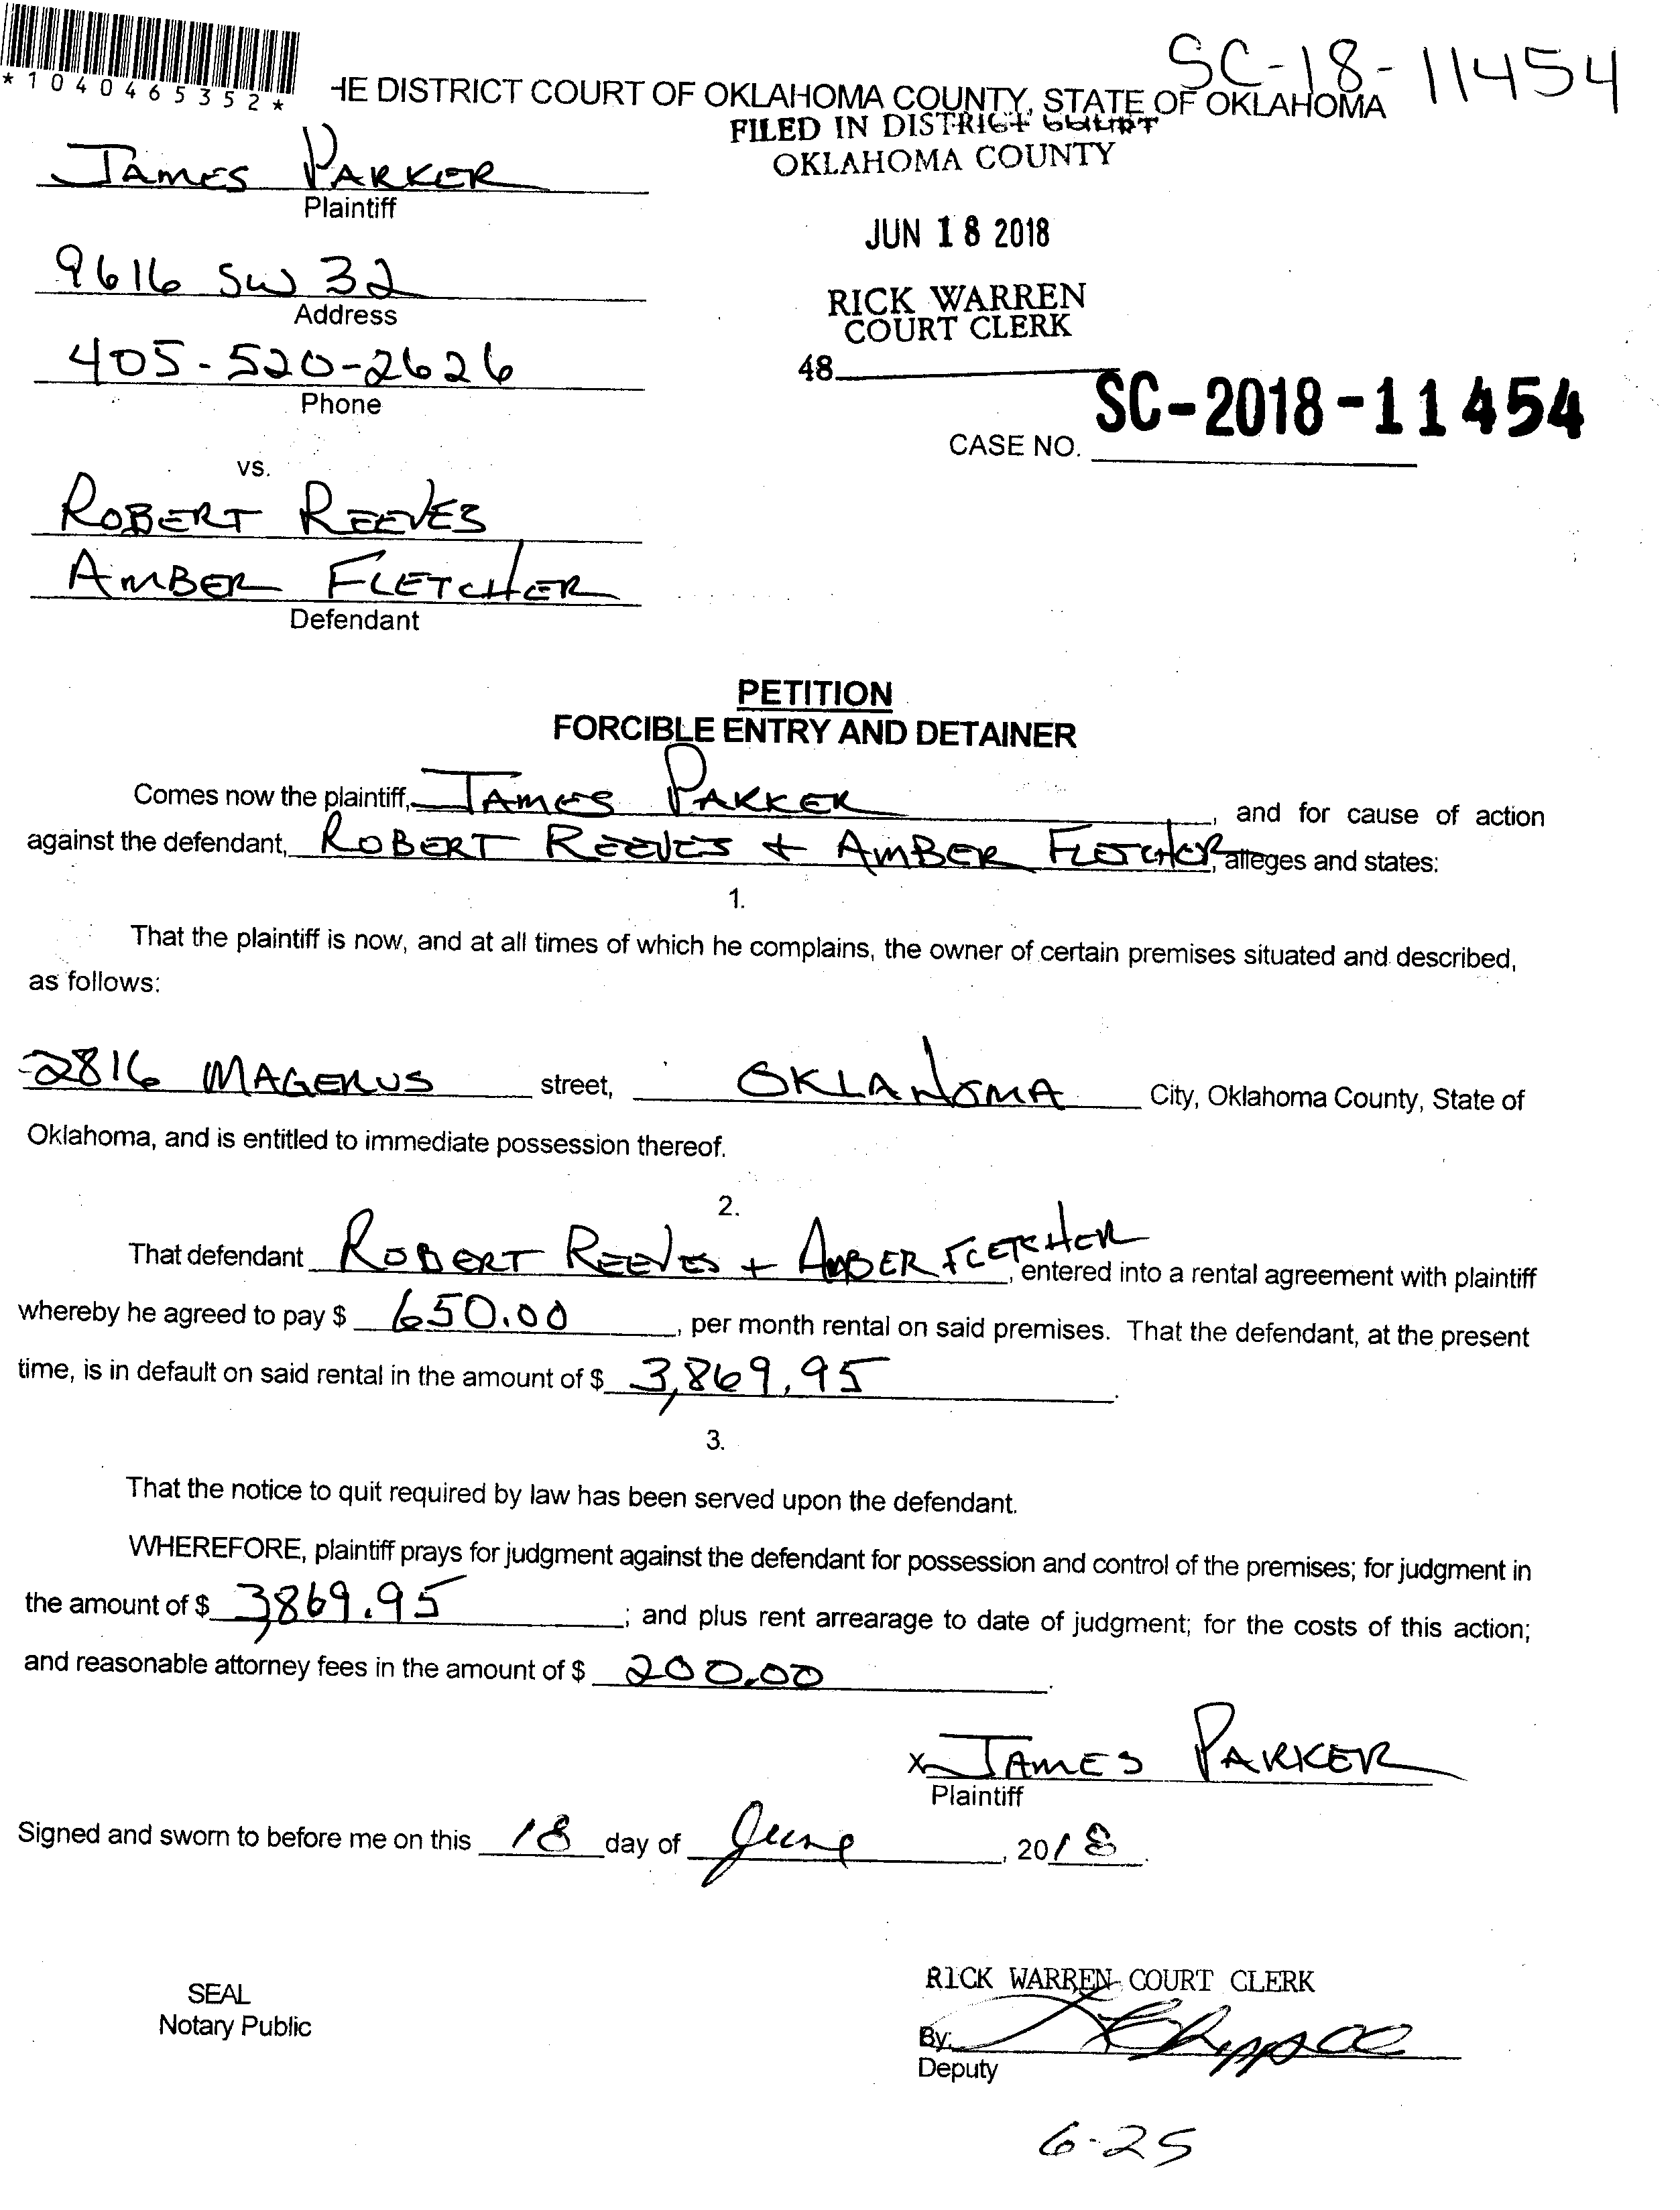 SC-18-11454
*1040465352*
HE DISTRICT COURT OF OKLAHOMA COUNTY, STATE OF OKLAHOMA
FILED IN DISTRICT COURT
OKLAHOMA COUNTY
JAMES PARKER
Plaintiff
JUN 18 2018
9616 SW 32
Address
RICK WARREN
COURT CLERK
405-520-2626
Phone
48
SC-2018-11454
CASE NO.
vs.
ROBERT REEVES
AMBER FLETCHER
Defendant
PETITION
FORCIBLE ENTRY AND DETAINER
Comes now the plaintiff, JAMES PARKER, and for cause of action
against the defendant, ROBERT REEVES + AMBER FLETCHER, alleges and states:
1.
That the plaintiff is now, and at all times of which he complains, the owner of certain premises situated and described,
as follows:
2816 MAGERUS street, OKLAHOMA City, Oklahoma County, State of
Oklahoma, and is entitled to immediate possession thereof.
2.
That defendant ROBERT REEVES + AMBER FLETCHER, entered into a rental agreement with plaintiff
whereby he agreed to pay $ 650.00, per month rental on said premises. That the defendant, at the present
time, is in default on said rental in the amount of $ 3,869.95.
3.
That the notice to quit required by law has been served upon the defendant.
WHEREFORE, plaintiff prays for judgment against the defendant for possession and control of the premises; for judgment in
the amount of $ 3869.95; and plus rent arrearage to date of judgment; for the costs of this action;
and reasonable attorney fees in the amount of $ 200.00.
x JAMES PARKER
Plaintiff
Signed and sworn to before me on this 18 day of June, 2018.
RICK WARREN COURT CLERK
SEAL
Notary Public
By:
Deputy
6-25